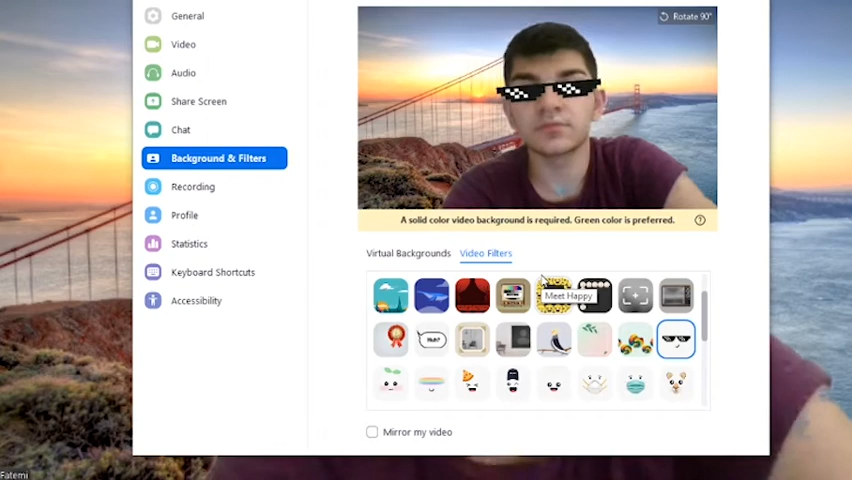 General
Video
Audio
Share Screen
Chat
Background & Filters
Recording
Profile
Statistics
Keyboard Shortcuts
Accessibility
Rotate 90°
A solid color video background is required. Green color is preferred.
Virtual Backgrounds Video Filters
Meet Happy
Huh?
Mirror my video
Fatemi